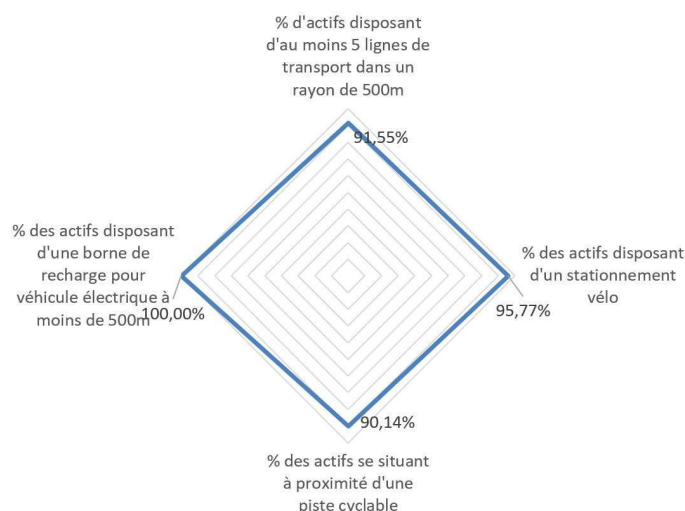 % d'actifs disposant
d'au moins 5 lignes de
transport dans un
rayon de 500m
91,55%
% des actifs disposant
d'une borne de
recharge pour
véhicule électrique à
moins de 500m
100,00%
% des actifs disposant
d'un stationnement
vélo
95,77%
90,14%
% des actifs se situant
à proximité d'une
piste cyclable